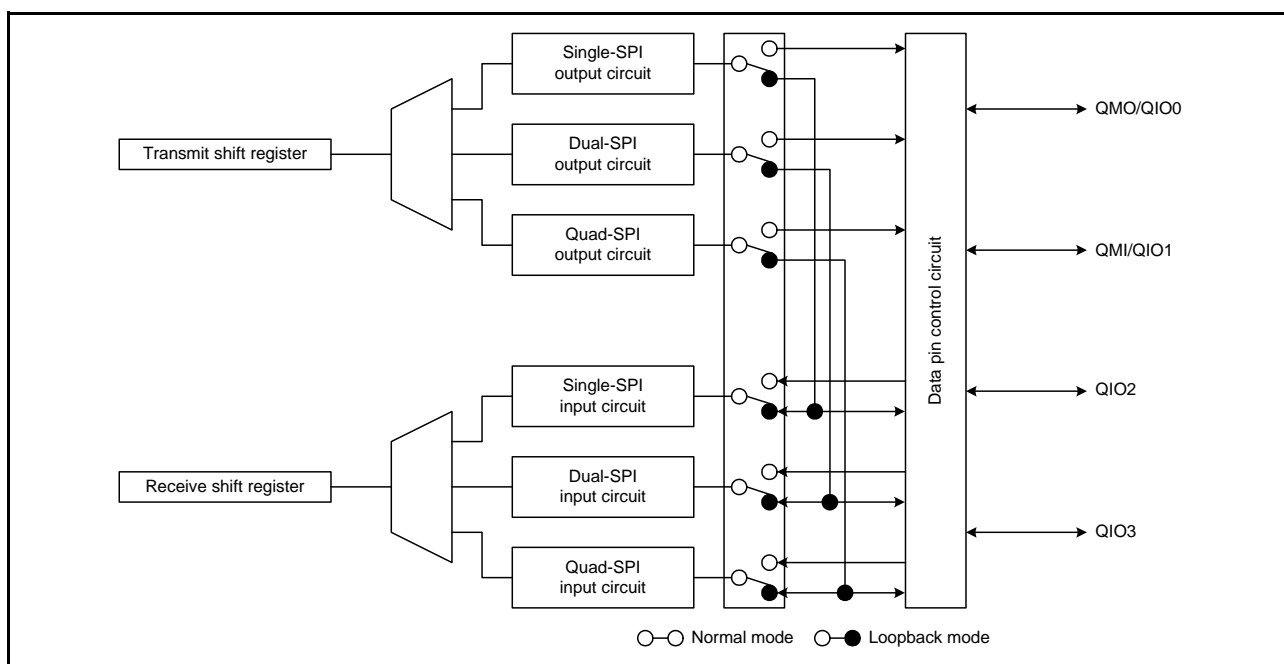 Single-SPI
output circuit
QMO/QIO0
Transmit shift register
Dual-SPI
output circuit
Quad-SPI
output circuit
QMI/QIO1
Data pin control circuit
Single-SPI
input circuit
QIO2
Receive shift register
Dual-SPI
input circuit
QIO3
Quad-SPI
input circuit
Normal mode
Loopback mode